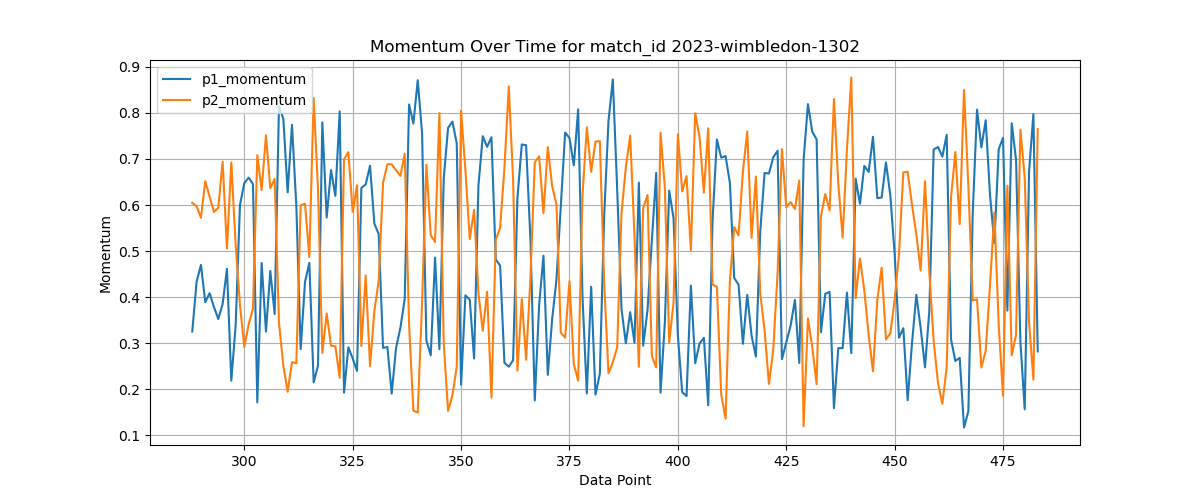 Momentum Over Time for match_id 2023-wimbledon-1302
p1_momentum
p2_momentum
Momentum
0.9
0.8
0.7
0.6
0.5
0.4
0.3
0.2
0.1
300 325 350 375 400 425 450 475
Data Point